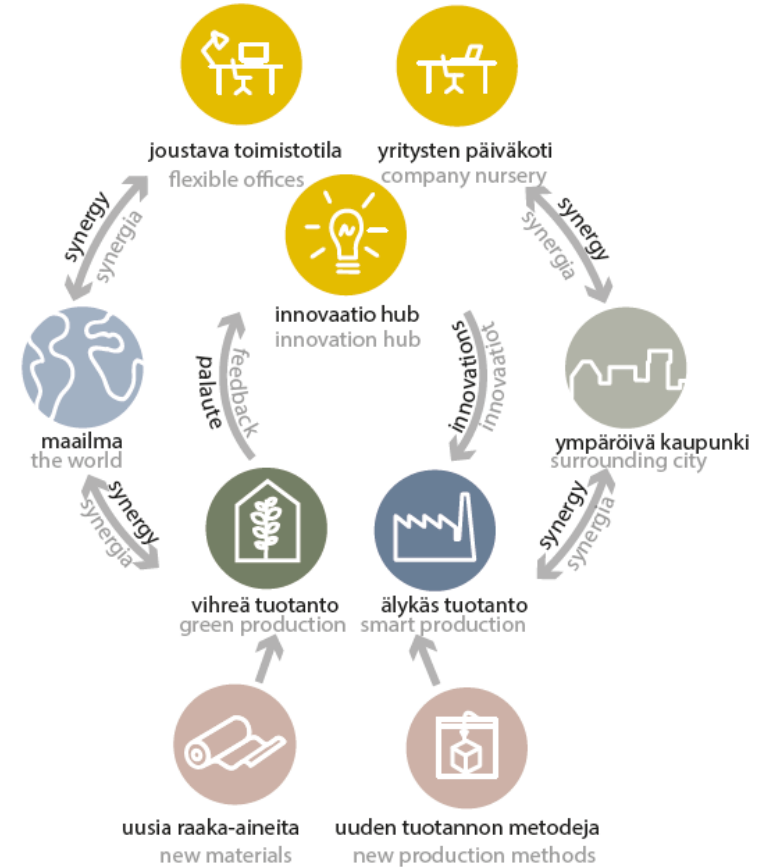 joustava toimistotila
flexible offices
yritysten päiväkoti
company nursery
synergy
synergia
synergy
synergia
innovaatio hub
innovation hub
palaute
feedback
innovations
innovaatiot
maailma
the world
ympäröivä kaupunki
surrounding city
synergy
synergia
synergy
synergia
vihreä tuotanto
green production
älykäs tuotanto
smart production
uusia raaka-aineita
new materials
uuden tuotannon metodeja
new production methods